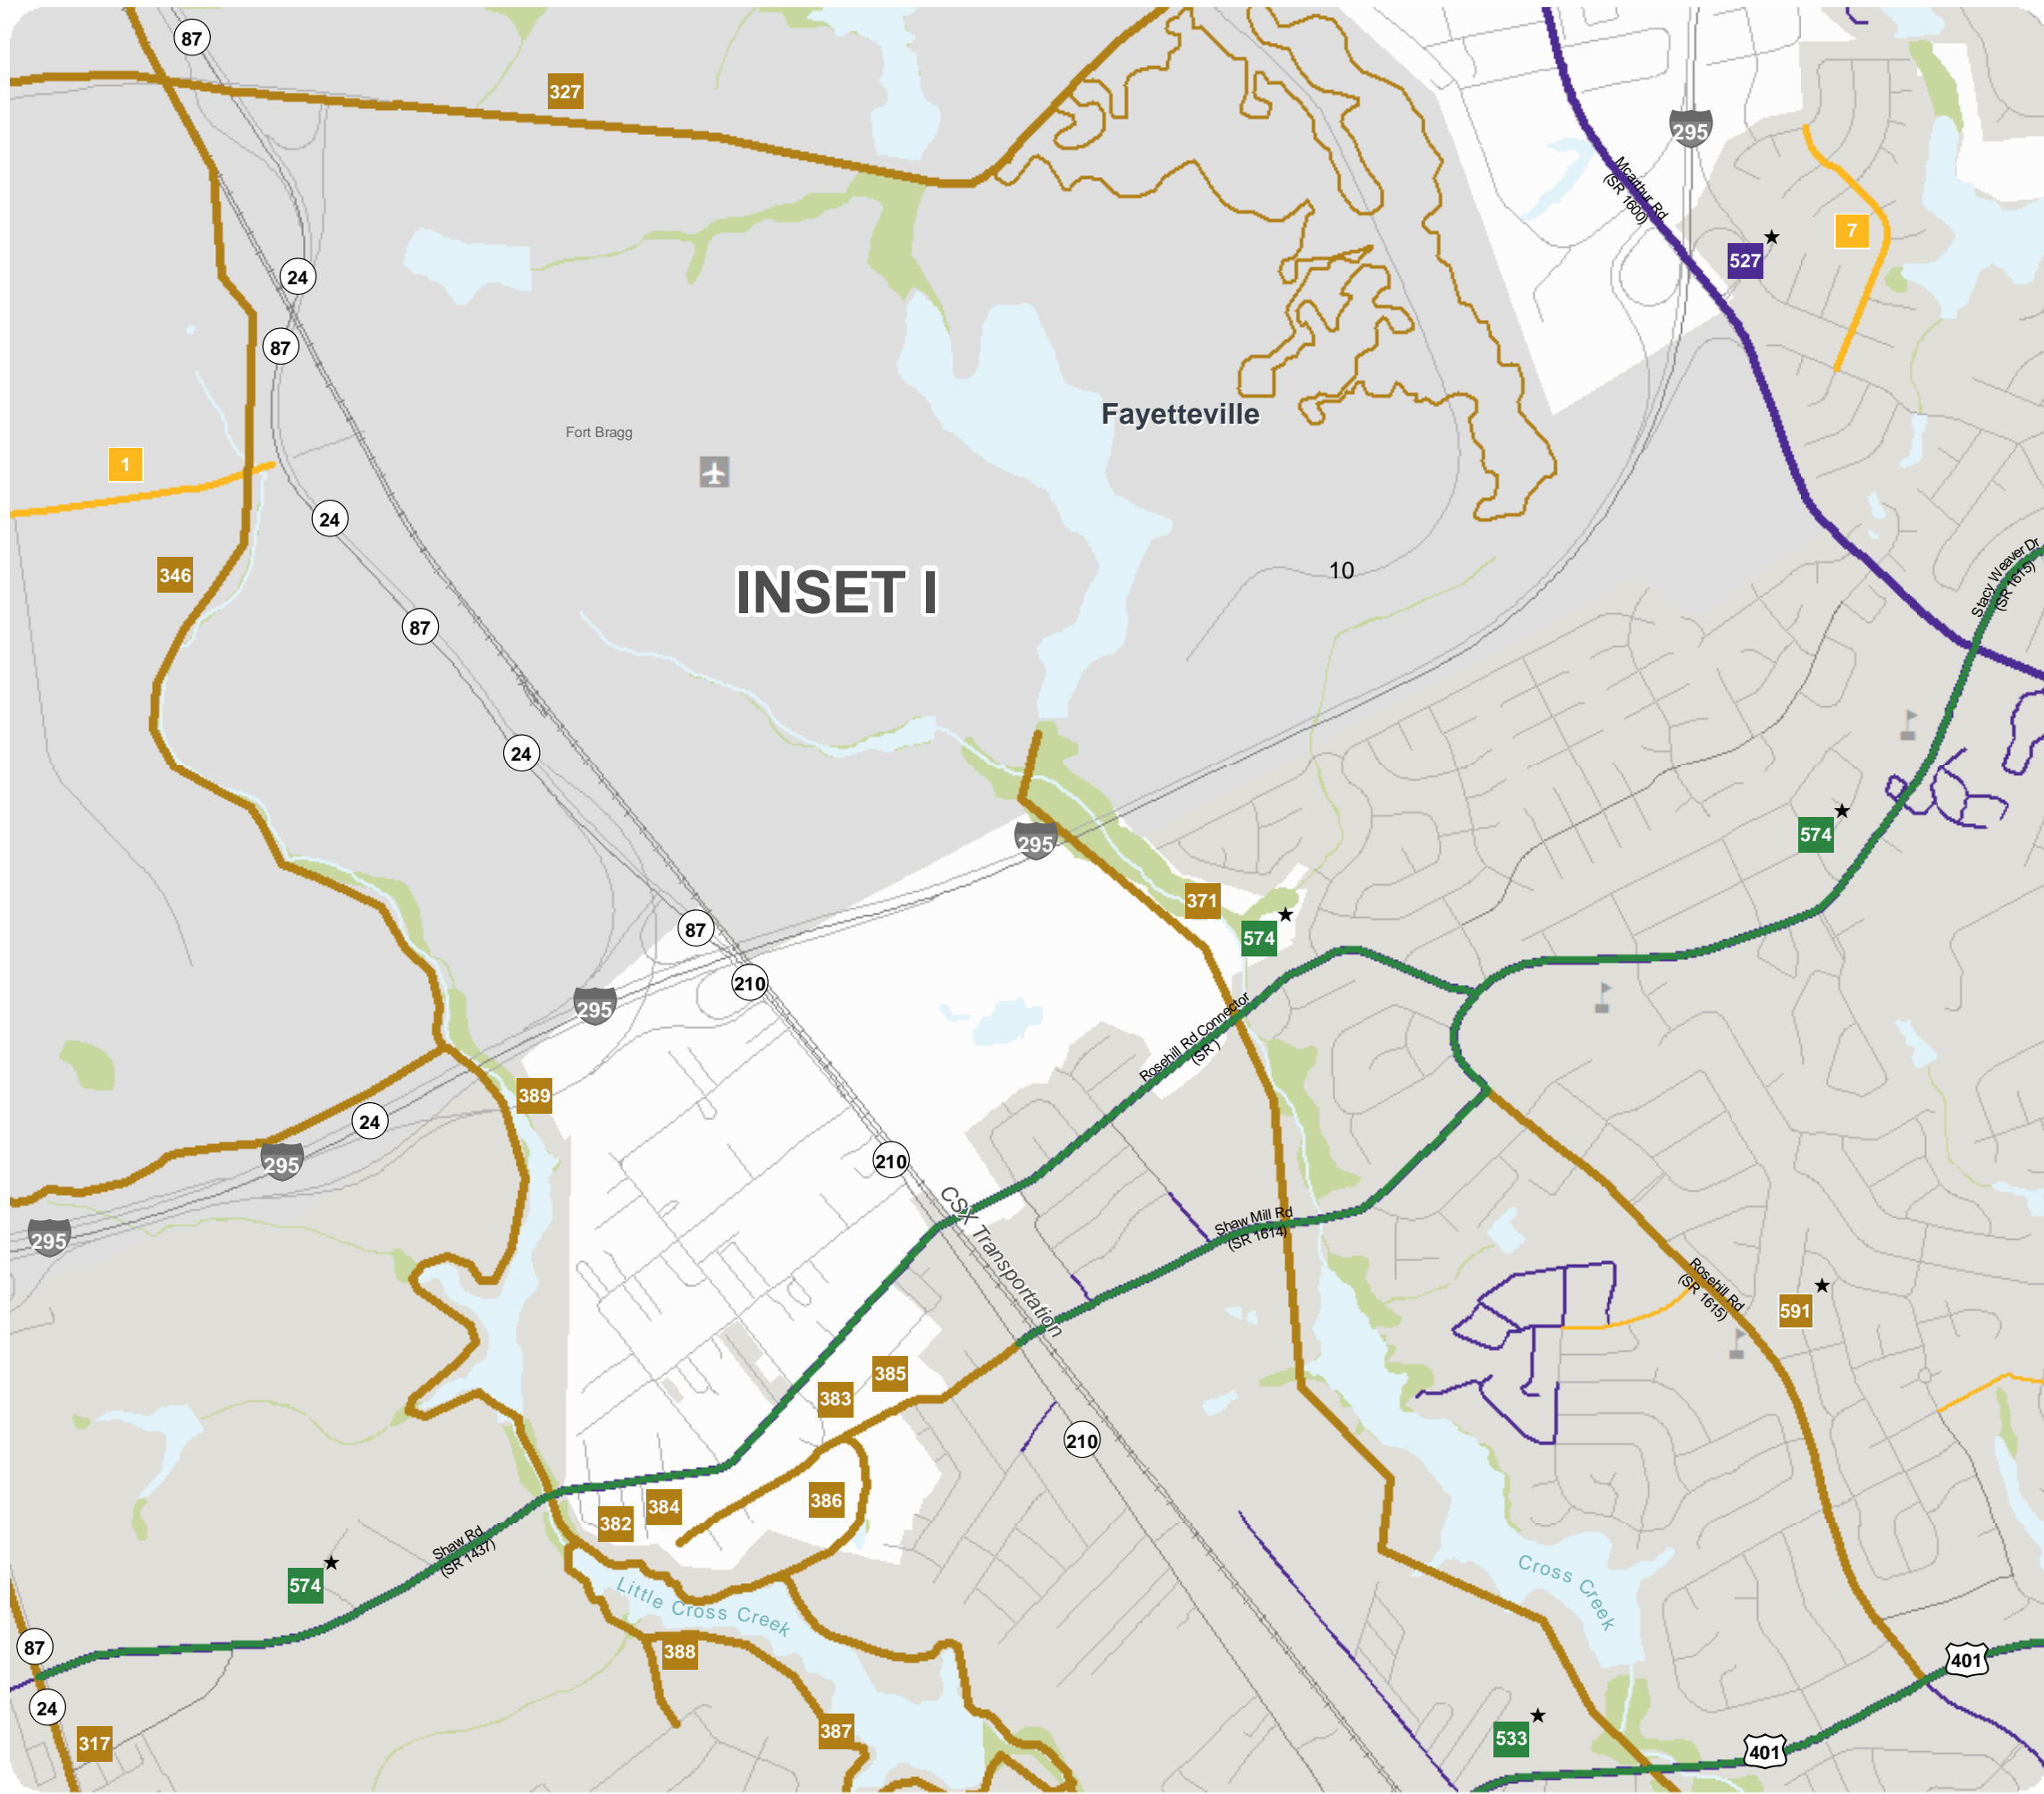 87
327
295
Mcarthur Rd
(SR 1600)
7
527
24
87
Fayetteville
Fort Bragg
1
24
10
346
INSET I
Stacy Weaver Dr
(SR 1615)
87
24
574
295
371
87
574
210
295
Rosehill Rd Connector
(SR )
389
24
295
210
CSX Transportation
Shaw Mill Rd
(SR 1614)
295
Rosehill Rd
(SR 1615)
591
385
383
210
386
384
382
Shaw Rd
(SR 1437)
574
Little Cross Creek
Cross Creek
87
388
401
24
387
533
317
401